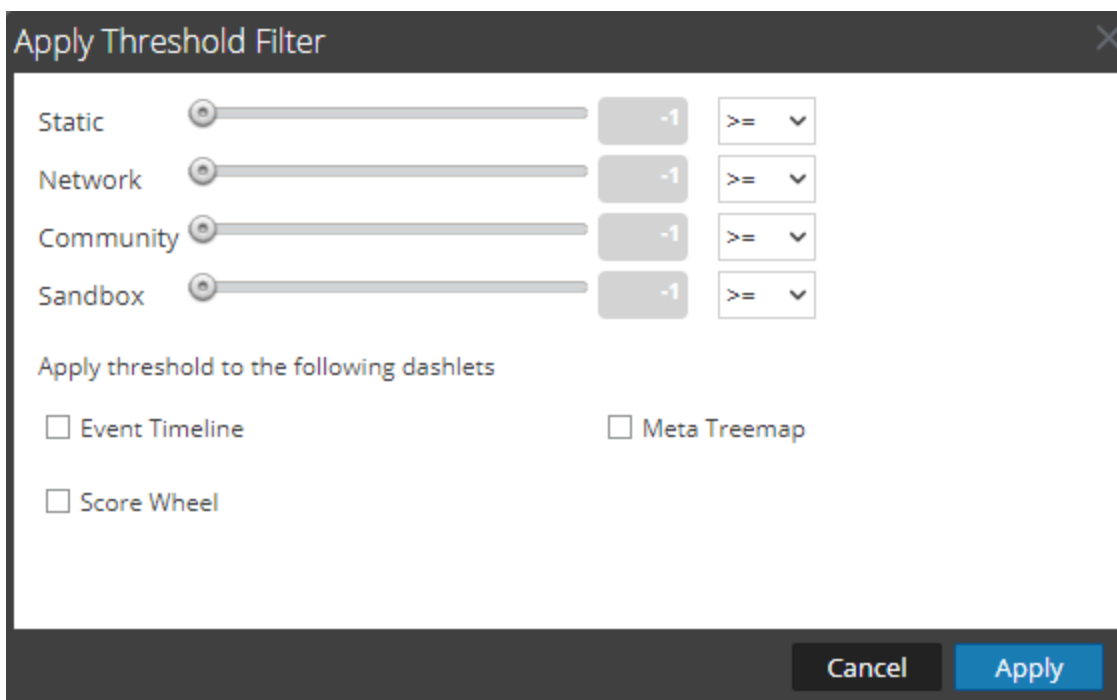 Apply Threshold Filter
Static -1 >=
Network -1 >=
Community -1 >=
Sandbox -1 >=
Apply threshold to the following dashlets
Event Timeline Meta Treemap
Score Wheel
Cancel Apply